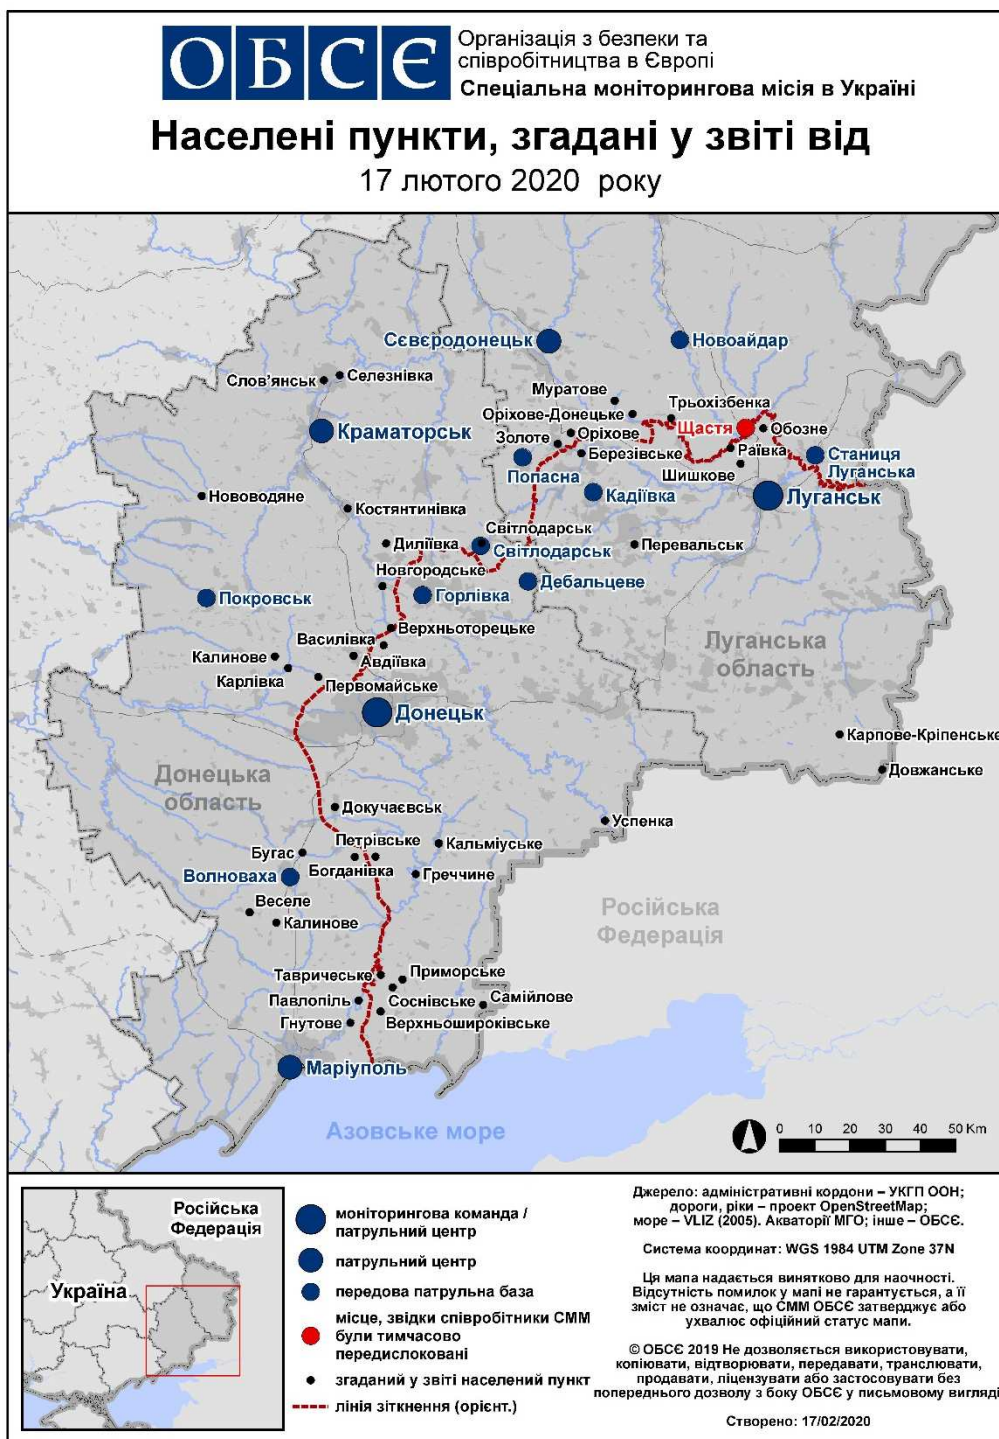 ОБСЄ
Організація з безпеки та
співробітництва в Європі
Спеціальна моніторингова місія в Україні
Населені пункти, згадані у звіті від
17 лютого 2020 року
Сєвєродонецьк
Новоайдар
Слов'янськ
Селезнівка
Муратове
Трьохізбенка
Оріхове-Донецьке
Щастя
Обозне
Краматорськ
Оріхове
Золоте
Раївка
Березівське
Станиця
Луганська
Попасна
Шишкове
Нововодяне
Кадіївка
Луганськ
Костянтинівка
Світлодарськ
Диліївка
Світлодарськ
Перевальськ
Новгородське
Дебальцеве
Покровськ
Горлівка
Верхньоторецьке
Василівка
Луганська
область
Калинове
Авдіївка
Карлівка
Первомайське
Донецьк
Карпове-Кріпенське
Довжанське
Донецька
область
Докучаєвськ
Успенка
Петрівське
Кальміуське
Бугас
Богданівка
Волноваха
Греччине
Веселе
Російська
Федерація
Калинове
Тавричеське
Приморське
Павлопіль
Соснівське
Самійлове
Гнутове
Верхньошироківське
Маріуполь
Азовське море
0 10 20 30 40 50 Km
Російська
Федерація
Україна
моніторингова команда /
патрульний центр
патрульний центр
передова патрульна база
місце, звідки співробітники СММ
були тимчасово
передислоковані
згаданий у звіті населений пункт
лінія зіткнення (орієнт.)
Джерело: адміністративні кордони – УКГП ООН;
дороги, ріки – проект OpenStreetMap;
море – VLIZ (2005). Акваторії МГО; інше – ОБСЄ.
Система координат: WGS 1984 UTM Zone 37N
Ця мапа надається винятково для наочності.
Відсутність помилок у мапі не гарантується, а її
зміст не означає, що СММ ОБСЄ затверджує або
ухвалює офіційний статус мапи.
© ОБСЄ 2019 Не дозволяється використовувати,
копіювати, відтворювати, передавати, транслювати,
продавати, ліцензувати або застосовувати без
попереднього дозволу з боку ОБСЄ у письмовому вигляді
Створено: 17/02/2020